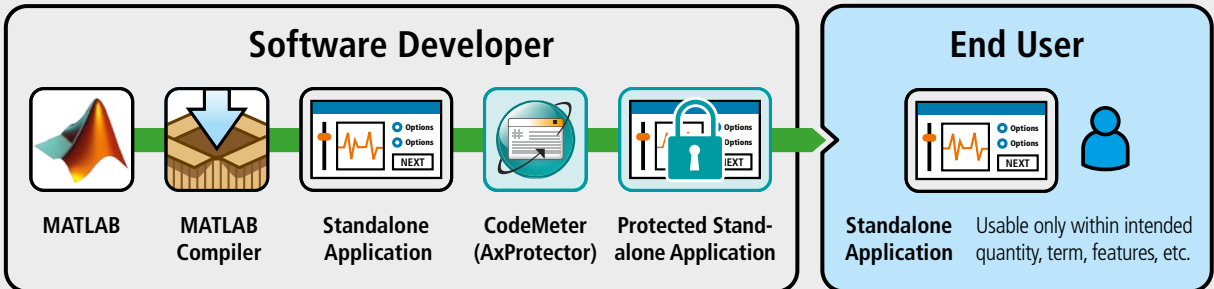 Software Developer
End User
Options
Options
NEXT
Options
Options
NEXT
Options
Options
NEXT
MATLAB
MATLAB
Compiler
Standalone
Application
CodeMeter
(AxProtector)
Protected Stand-
alone Application
Standalone
Application
Usable only within intended
quantity, term, features, etc.